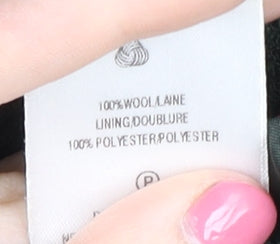 100%WOOL/LAINE
LINING/DOUBLURE
100% POLYESTER/POLYESTER
P